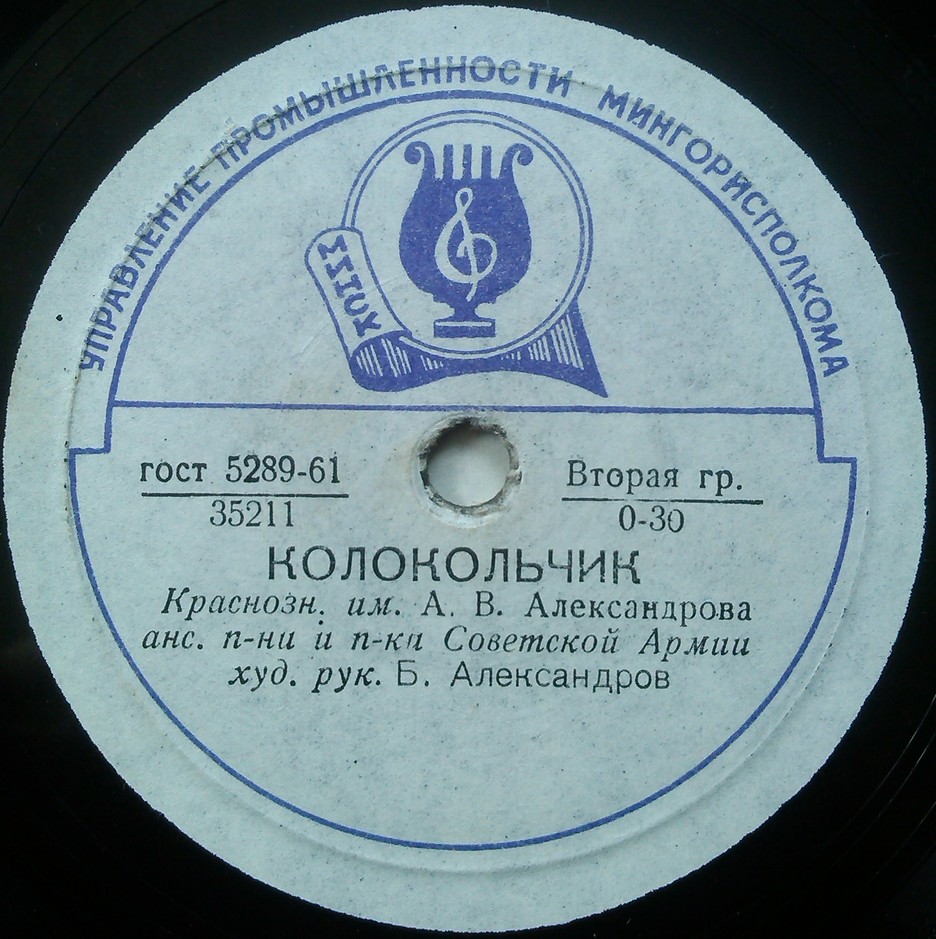 УПРАВЛЕНИЕ ПРОМЫШЛЕННОСТИ МИНГОРИСПОЛКОМА
гост 5289-61
35211
Вторая гр.
0-30
КОЛОКОЛЬЧИК
Краснозн. им. А. В. Александрова
анс. п-ни и п-ки Советской Армии
худ. рук. Б. Александров